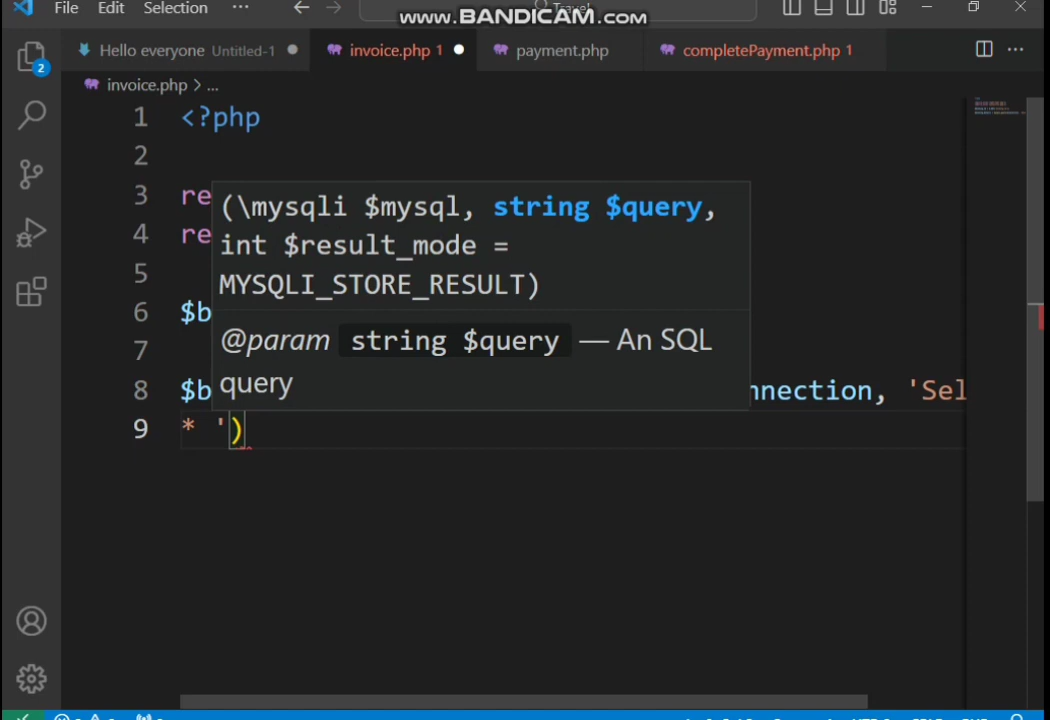 File Edit Selection ··· Travel
www.BANDICAM.com
Hello everyone Untitled-1 invoice.php 1 payment.php completePayment.php 1 ···
2
invoice.php > ...
1 <?php
2
3 re
4 re
5
6 $b
7
8 $b nnection, 'Sel
9 * ')
(\mysqli $mysql, string $query,
int $result_mode =
MYSQLI_STORE_RESULT)
@param string $query — An SQL
query